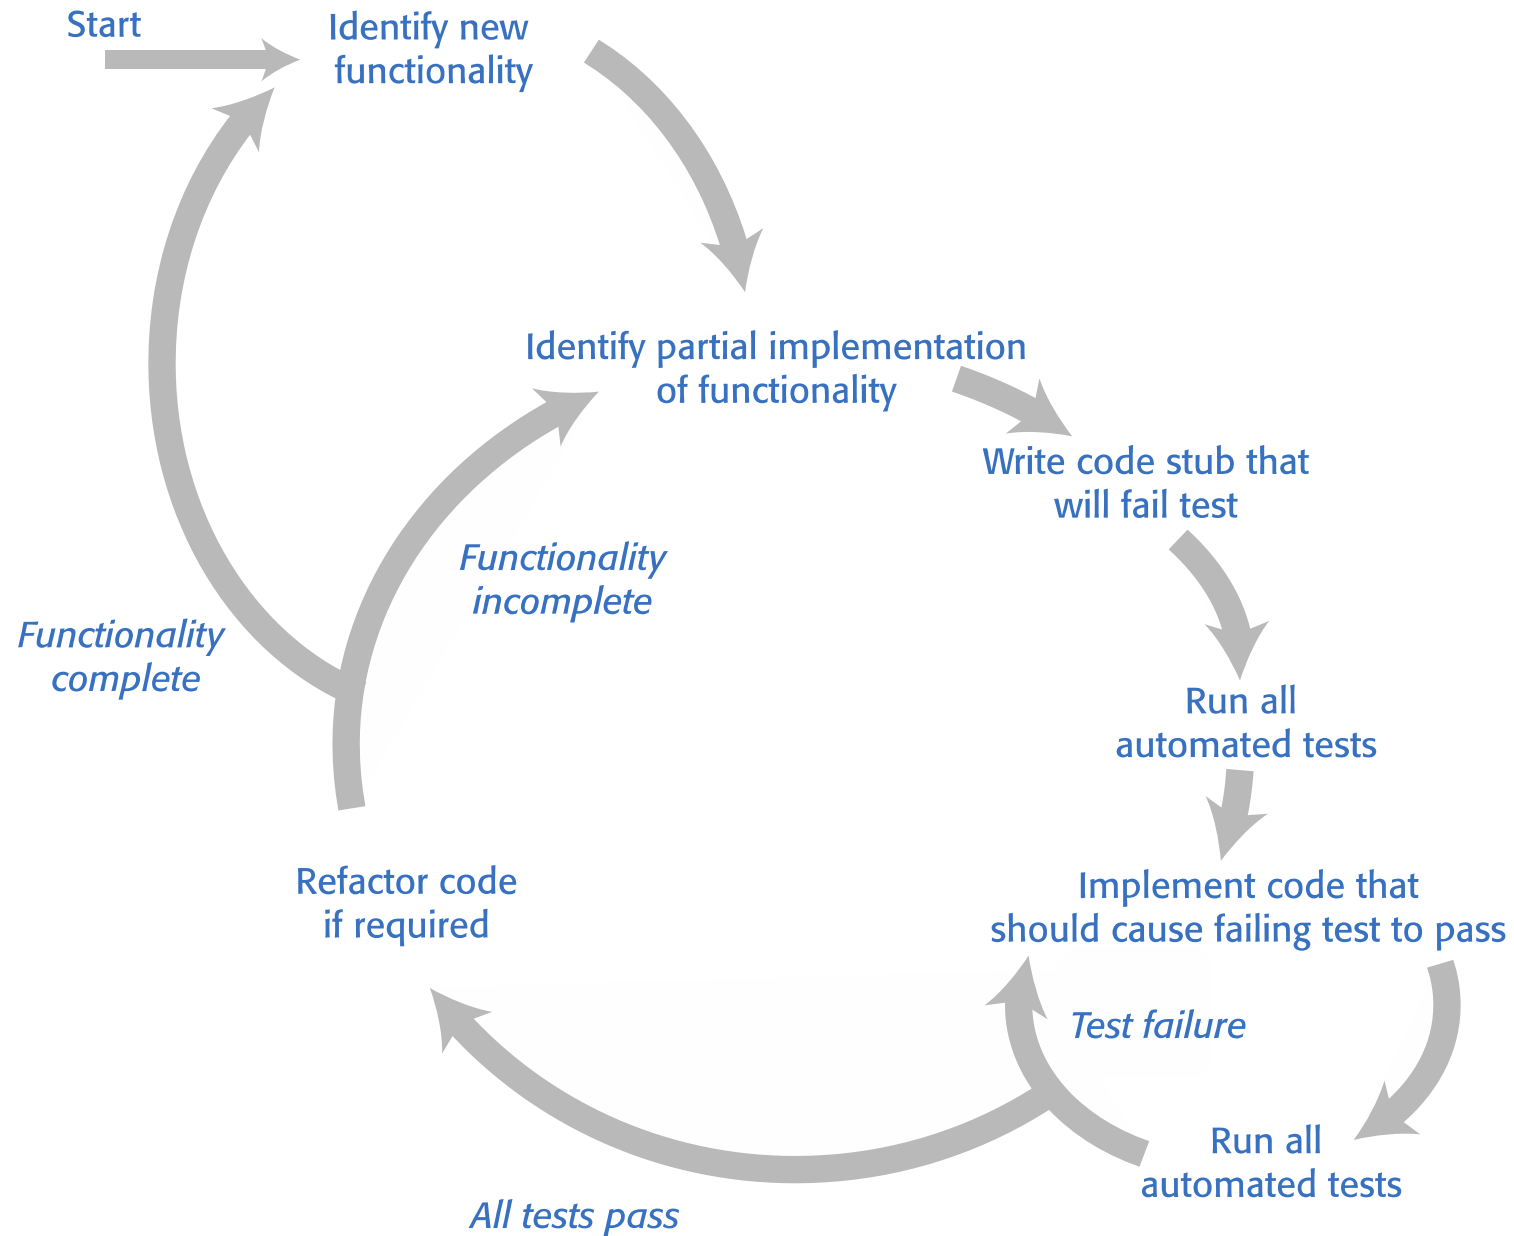 Start
Identify new
functionality
Identify partial implementation
of functionality
Write code stub that
will fail test
Functionality
incomplete
Functionality
complete
Run all
automated tests
Refactor code
if required
Implement code that
should cause failing test to pass
Test failure
Run all
automated tests
All tests pass